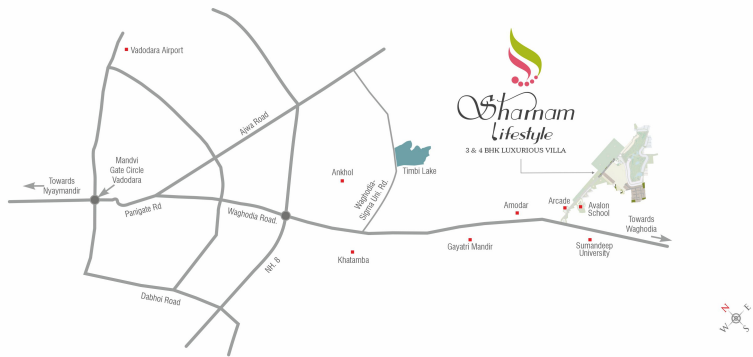 Vadodara Airport
Sharnam
Lifestyle
3 & 4 BHK LUXURIOUS VILLA
Ajwa Road
Timbi Lake
Mandvi
Gate Circle
Vadodara
Towards
Nyaymandir
Ankhol
Waghodia-
Sigma Uni. Rd.
Panigate Rd
Waghodia Road.
Amodar
Arcade
Avalon
School
Towards
Waghodia
Gayatri Mandir
Sumandeep
University
Khatamba
NH. 8
Dabhoi Road
N
E
W
S